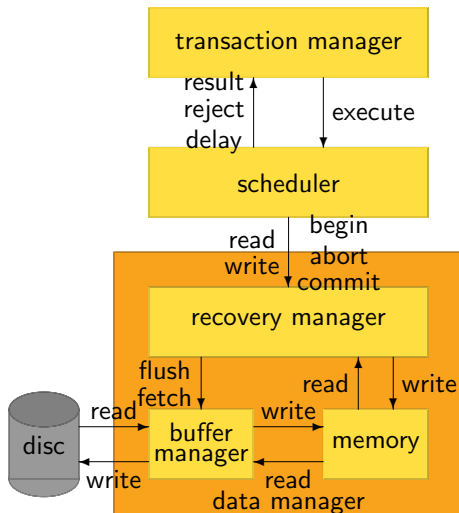 transaction manager
result
reject
delay
execute
scheduler
begin
read
abort
write
commit
recovery manager
flush
fetch
read
write
read
write
buffer
manager
memory
disc
write
read
data manager